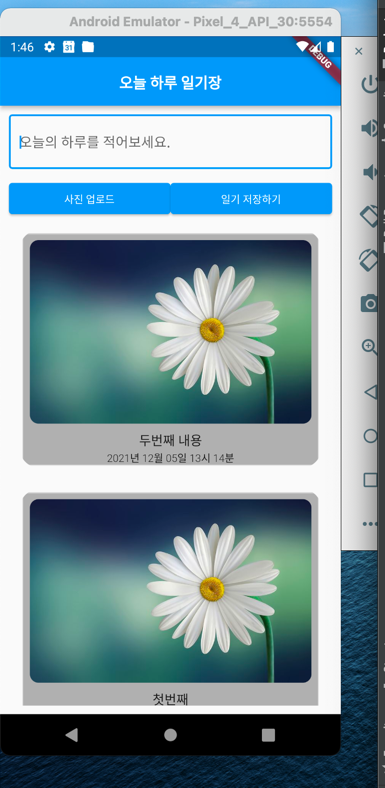 Android Emulator - Pixel_4_API_30:5554
1:46
31
DEBUG
오늘 하루 일기장
오늘의 하루를 적어보세요.
사진 업로드
일기 저장하기
두번째 내용
2021년 12월 05일 13시 14분
첫번째